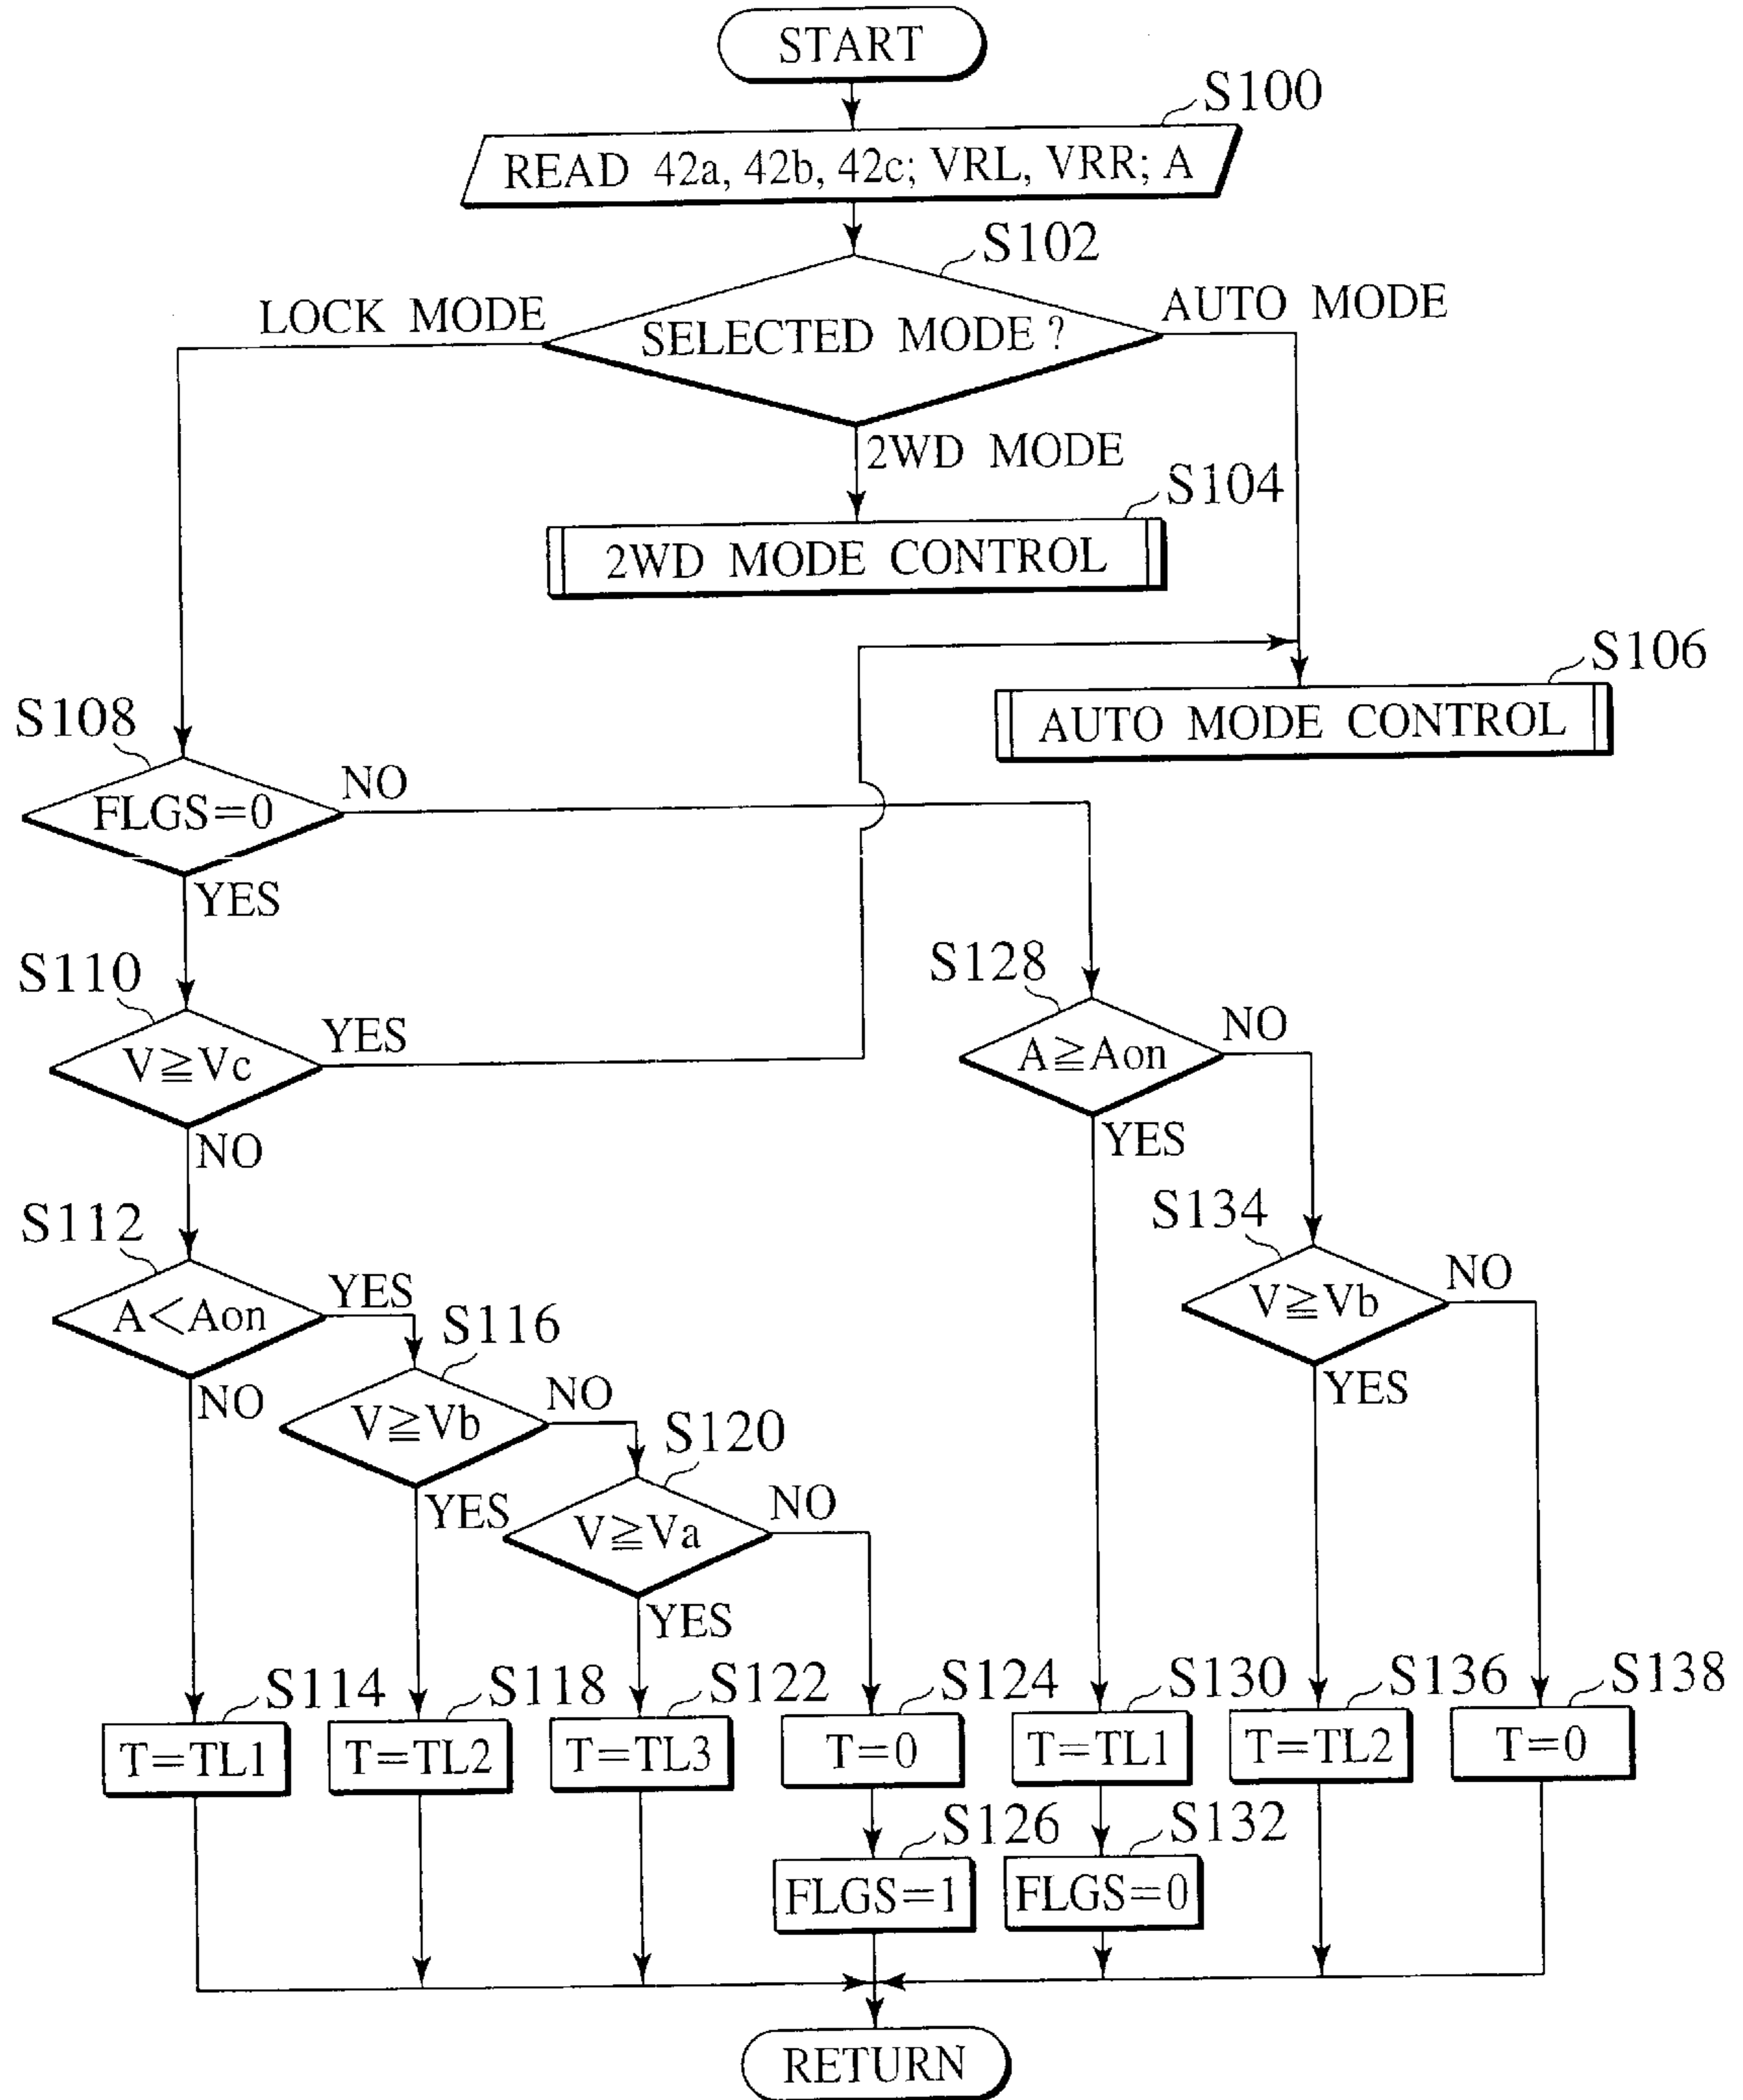 START
S100
READ 42a, 42b, 42c; VRL, VRR; A
S102
LOCK MODE
SELECTED MODE ?
AUTO MODE
2WD MODE
S104
2WD MODE CONTROL
S106
AUTO MODE CONTROL
S108
FLGS=0
NO
YES
S110
V≧Vc
YES
NO
S128
A≧Aon
NO
YES
S112
A<Aon
YES
NO
S116
V≧Vb
NO
YES
S120
V≧Va
NO
YES
S134
V≧Vb
NO
YES
S114
T=TL1
S118
T=TL2
S122
T=TL3
S124
T=0
S130
T=TL1
S136
T=TL2
S138
T=0
S126
FLGS=1
S132
FLGS=0
RETURN